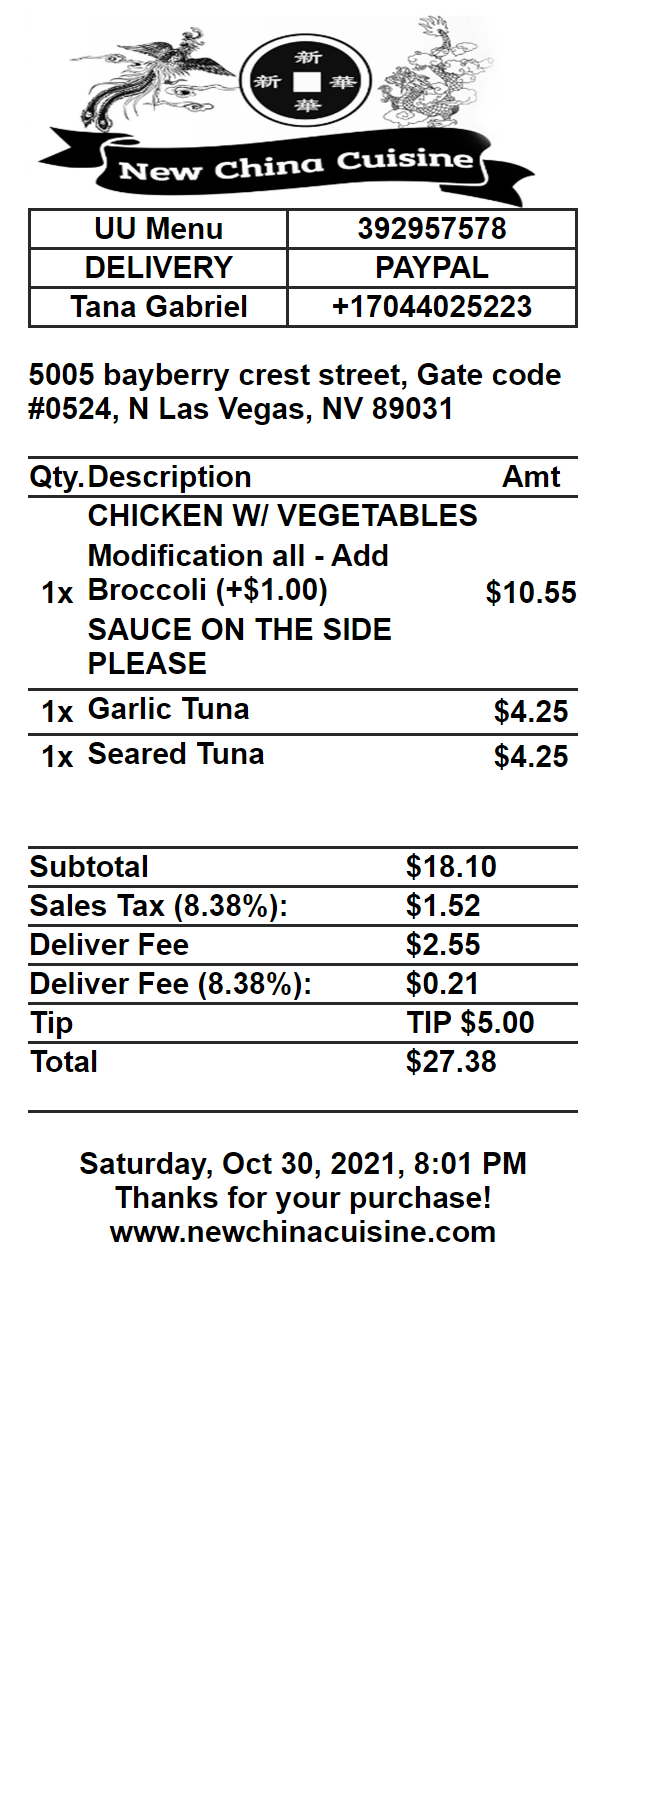 新
新 華
華
New China Cuisine
UU Menu 392957578
DELIVERY PAYPAL
Tana Gabriel +17044025223
5005 bayberry crest street, Gate code
#0524, N Las Vegas, NV 89031
Qty. Description Amt
CHICKEN W/ VEGETABLES
Modification all - Add
1x Broccoli (+$1.00) $10.55
SAUCE ON THE SIDE
PLEASE
1x Garlic Tuna $4.25
1x Seared Tuna $4.25
Subtotal $18.10
Sales Tax (8.38%): $1.52
Deliver Fee $2.55
Deliver Fee (8.38%): $0.21
Tip TIP $5.00
Total $27.38
Saturday, Oct 30, 2021, 8:01 PM
Thanks for your purchase!
www.newchinacuisine.com